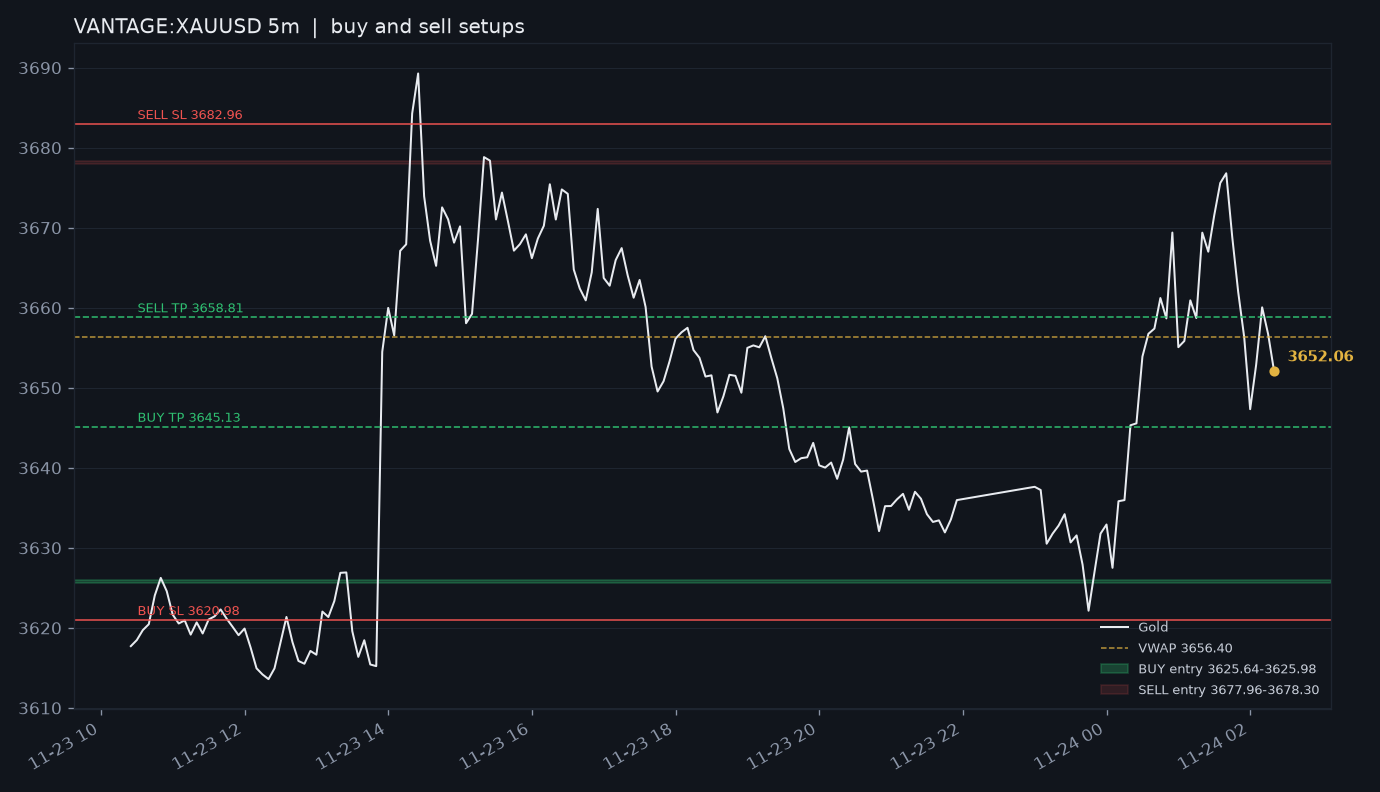 VANTAGE:XAUUSD 5m | buy and sell setups
3690
SELL SL 3682.96
3680
3670
SELL TP 3658.81
3660
3652.06
3650
BUY TP 3645.13
3640
3630
BUY SL 3620.98
3620
Gold
VWAP 3656.40
BUY entry 3625.64-3625.98
SELL entry 3677.96-3678.30
3610
11-23 10
11-23 12
11-23 14
11-23 16
11-23 18
11-23 20
11-23 22
11-24 00
11-24 02